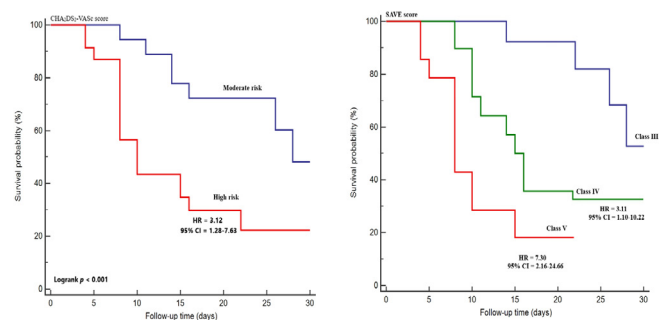 CHA₂DS₂-VASc score
100
80
60
40
20
0
Survival probability (%)
Moderate risk
High risk
HR = 3.12
95% CI = 1.28-7.63
Logrank p < 0.001
0 5 10 15 20 25 30
Follow-up time (days)
SAVE score
100
80
60
40
20
0
Survival probability (%)
Class III
Class IV
HR = 3.11
95% CI = 1.10-10.22
Class V
HR = 7.30
95% CI = 2.16-24.66
0 5 10 15 20 25 30
Follow-up time (days)